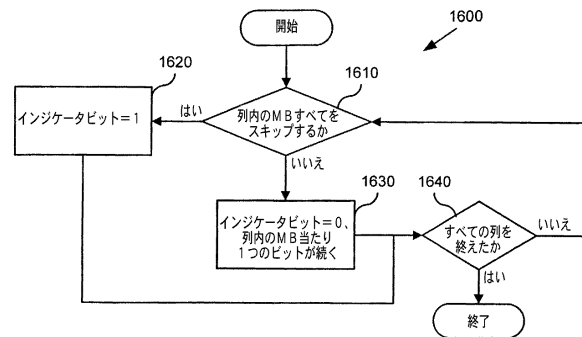 開始
1600
1620
1610
インジケータビット＝1
はい
列内のMBすべてを
スキップするか
いいえ
1630
1640
インジケータビット＝0、
列内のMB当たり
1つのビットが続く
すべての列を
終えたか
いいえ
はい
終了